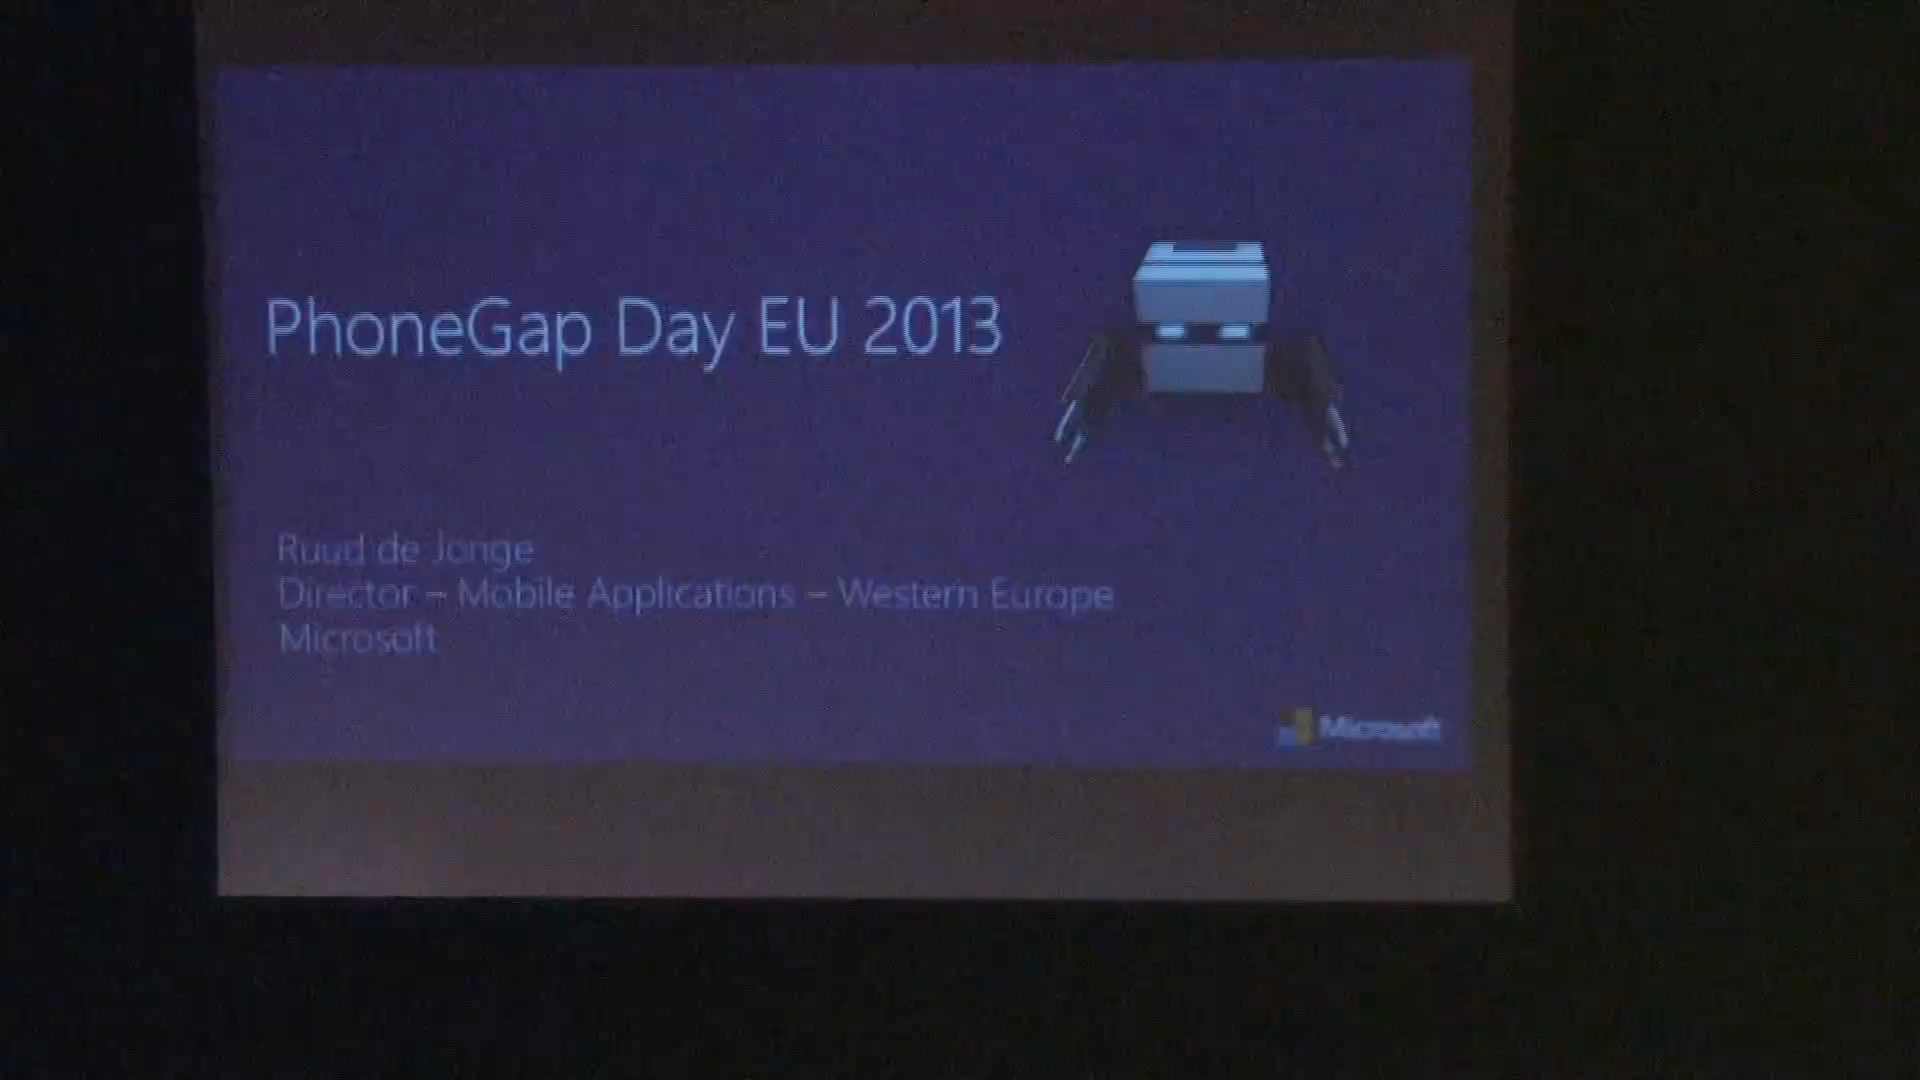 PhoneGap Day EU 2013
Ruud de Jonge
Director – Mobile Applications – Western Europe
Microsoft
Microsoft